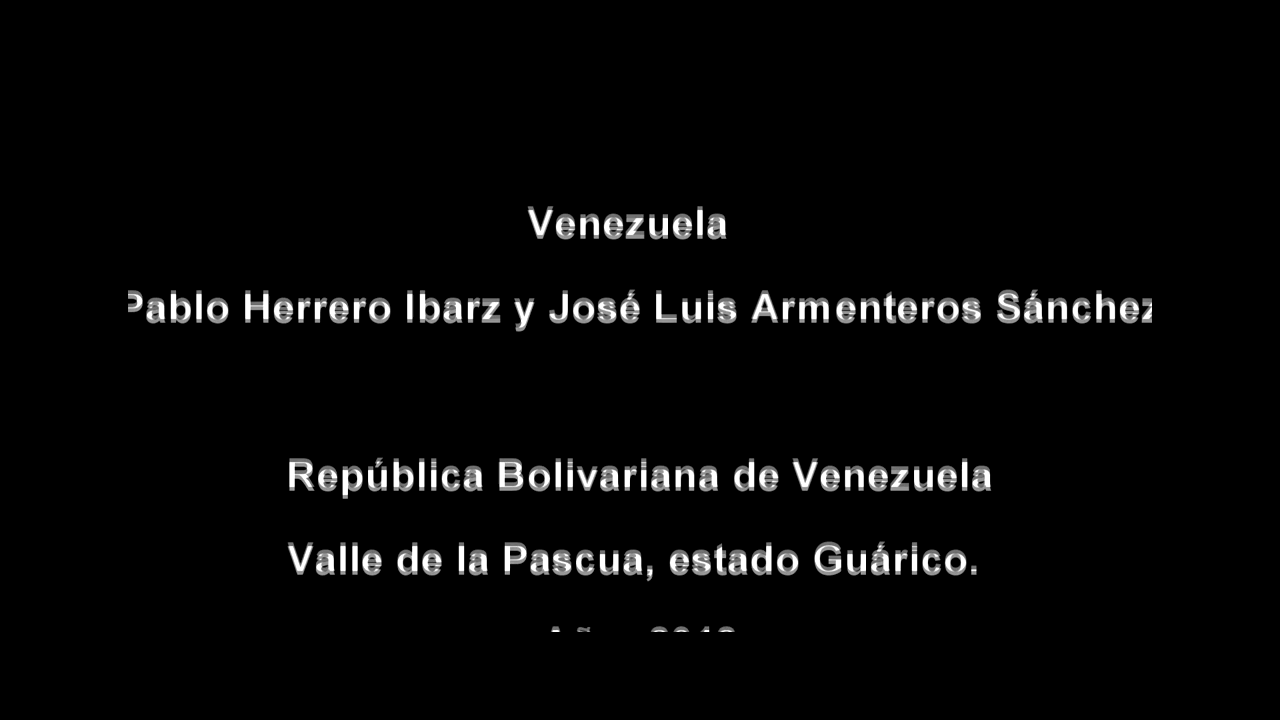 Venezuela
Pablo Herrero Ibarz y José Luis Armenteros Sánchez
República Bolivariana de Venezuela
Valle de la Pascua, estado Guárico.